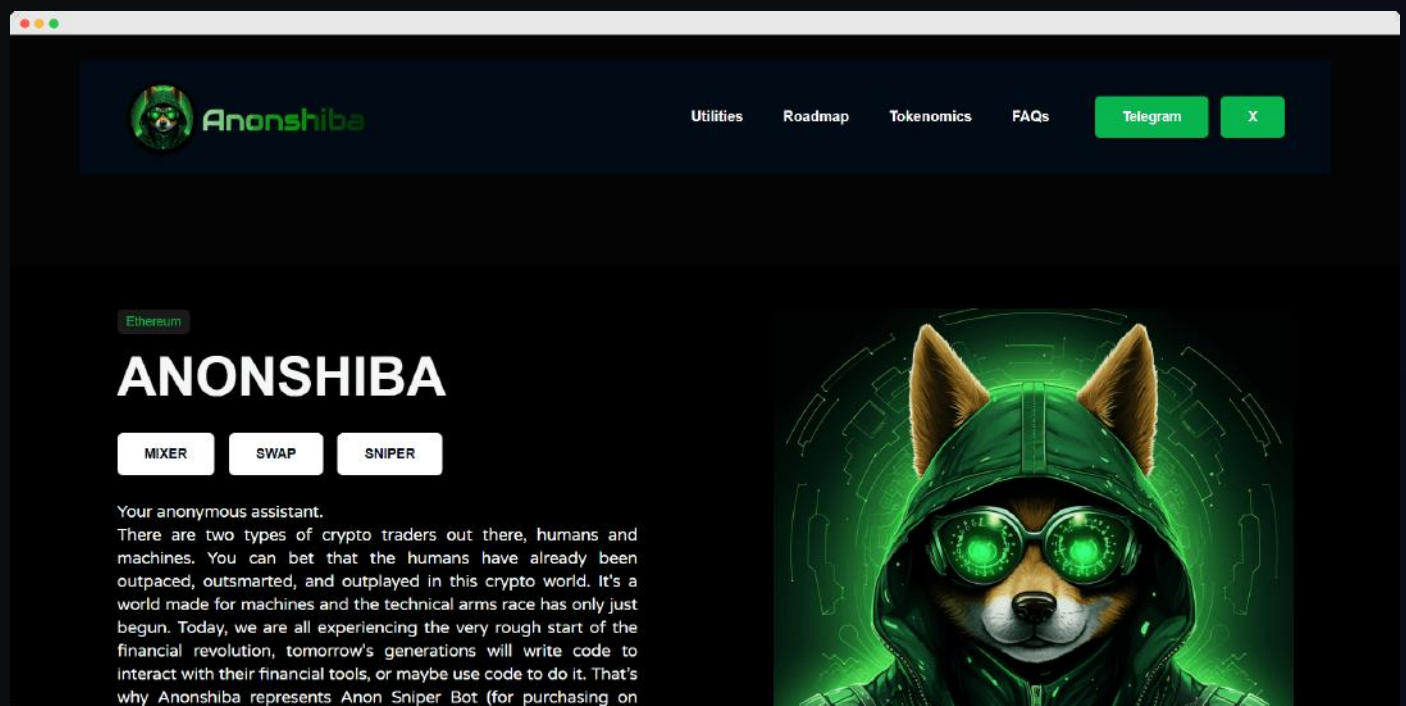 Anonshiba
Utilities
Roadmap
Tokenomics
FAQs
Telegram
X
Ethereum
ANONSHIBA
MIXER
SWAP
SNIPER
Your anonymous assistant.
There are two types of crypto traders out there, humans and
machines. You can bet that the humans have already been
outpaced, outsmarted, and outplayed in this crypto world. It's a
world made for machines and the technical arms race has only just
begun. Today, we are all experiencing the very rough start of the
financial revolution, tomorrow's generations will write code to
interact with their financial tools, or maybe use code to do it. That's
why Anonshiba represents Anon Sniper Bot (for purchasing on